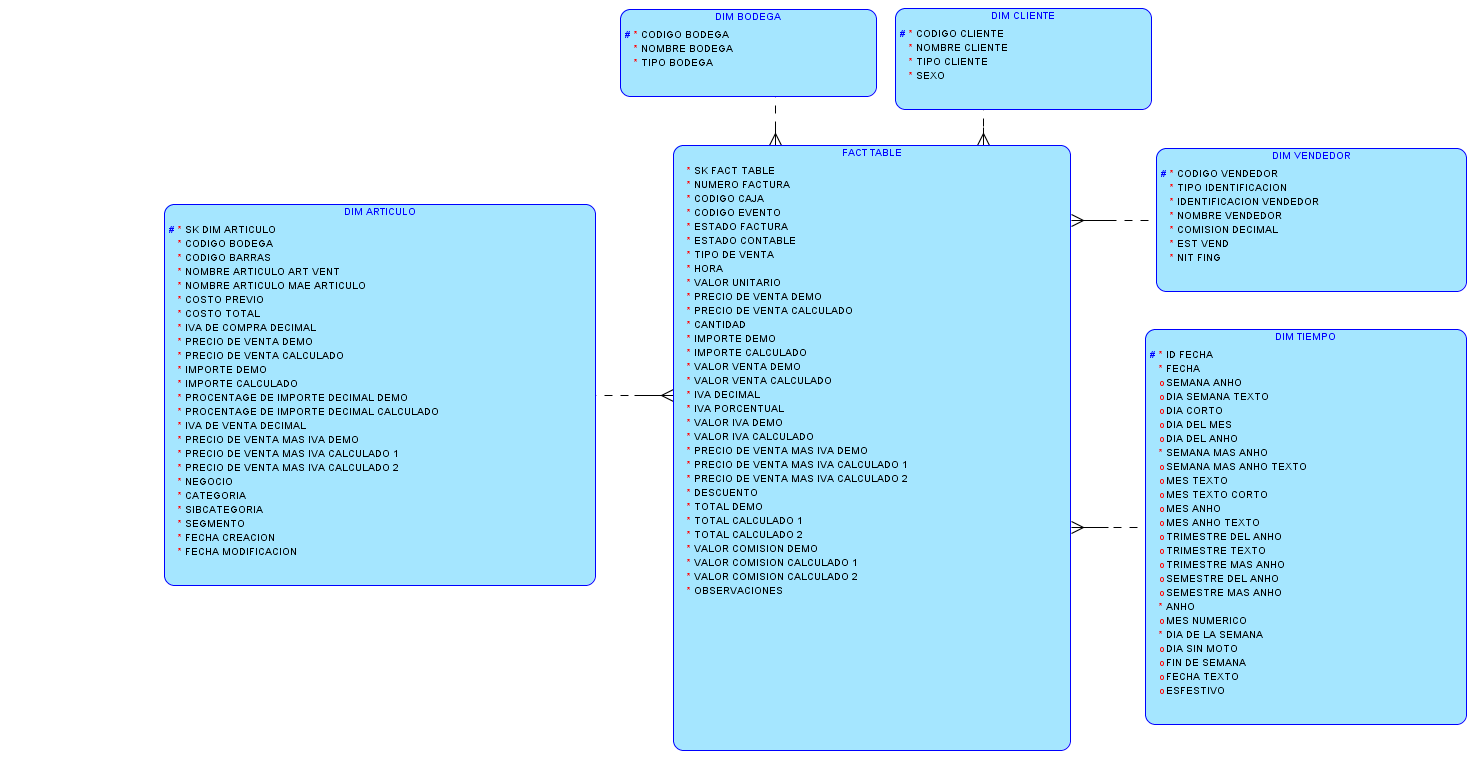 DIM BODEGA
# * CODIGO BODEGA
* NOMBRE BODEGA
* TIPO BODEGA
DIM CLIENTE
# * CODIGO CLIENTE
* NOMBRE CLIENTE
* TIPO CLIENTE
* SEXO
DIM ARTICULO
# * SK DIM ARTICULO
* CODIGO BODEGA
* CODIGO BARRAS
* NOMBRE ARTICULO ART VENT
* NOMBRE ARTICULO MAE ARTICULO
* COSTO PREVIO
* COSTO TOTAL
* IVA DE COMPRA DECIMAL
* PRECIO DE VENTA DEMO
* PRECIO DE VENTA CALCULADO
* IMPORTE DEMO
* IMPORTE CALCULADO
* PROCENTAGE DE IMPORTE DECIMAL DEMO
* PROCENTAGE DE IMPORTE DECIMAL CALCULADO
* IVA DE VENTA DECIMAL
* PRECIO DE VENTA MAS IVA DEMO
* PRECIO DE VENTA MAS IVA CALCULADO 1
* PRECIO DE VENTA MAS IVA CALCULADO 2
* NEGOCIO
* CATEGORIA
* SIBCATEGORIA
* SEGMENTO
* FECHA CREACION
* FECHA MODIFICACION
FACT TABLE
* SK FACT TABLE
* NUMERO FACTURA
* CODIGO CAJA
* CODIGO EVENTO
* ESTADO FACTURA
* ESTADO CONTABLE
* TIPO DE VENTA
* HORA
* VALOR UNITARIO
* PRECIO DE VENTA DEMO
* PRECIO DE VENTA CALCULADO
* CANTIDAD
* IMPORTE DEMO
* IMPORTE CALCULADO
* VALOR VENTA DEMO
* VALOR VENTA CALCULADO
* IVA DECIMAL
* IVA PORCENTUAL
* VALOR IVA DEMO
* VALOR IVA CALCULADO
* PRECIO DE VENTA MAS IVA DEMO
* PRECIO DE VENTA MAS IVA CALCULADO 1
* PRECIO DE VENTA MAS IVA CALCULADO 2
* DESCUENTO
* TOTAL DEMO
* TOTAL CALCULADO 1
* TOTAL CALCULADO 2
* VALOR COMISION DEMO
* VALOR COMISION CALCULADO 1
* VALOR COMISION CALCULADO 2
* OBSERVACIONES
DIM VENDEDOR
# * CODIGO VENDEDOR
* TIPO IDENTIFICACION
* IDENTIFICACION VENDEDOR
* NOMBRE VENDEDOR
* COMISION DECIMAL
* EST VEND
* NIT FING
DIM TIEMPO
# * ID FECHA
* FECHA
o SEMANA ANHO
o DIA SEMANA TEXTO
o DIA CORTO
o DIA DEL MES
o DIA DEL ANHO
* SEMANA MAS ANHO
o SEMANA MAS ANHO TEXTO
o MES TEXTO
o MES TEXTO CORTO
o MES ANHO
o MES ANHO TEXTO
o TRIMESTRE DEL ANHO
o TRIMESTRE TEXTO
o TRIMESTRE MAS ANHO
o SEMESTRE DEL ANHO
o SEMESTRE MAS ANHO
* ANHO
o MES NUMERICO
* DIA DE LA SEMANA
o DIA SIN MOTO
o FIN DE SEMANA
o FECHA TEXTO
o ESFESTIVO